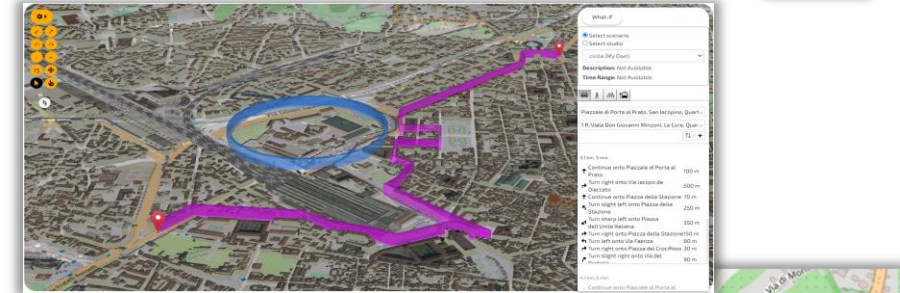 What-If
Select scenario
Select studio
circle (My Own)
Description: Not Available
Time Range: Not Available
Piazzale di Porta al Prato, San Iacopino, Quart
R, Viale Don Giovanni Minzoni, Le Cure, Quar
Continue onto Piazzale di Porta al
Prato
100 m
Turn right onto Via Iacopo da
Diacceto
500 m
Continue onto Piazza della Stazione 70 m
Turn slight left onto Piazza della
Stazione
250 m
Turn sharp left onto Piazza
dell'Unità Italiana
350 m
Turn right onto Piazza della Stazione 150 m
Turn left onto Via Faenza
80 m
Turn right onto Piazza del Crocifisso 30 m
Turn slight right onto Via del
90 m
Continue onto Piazzale di Porta al
Via di